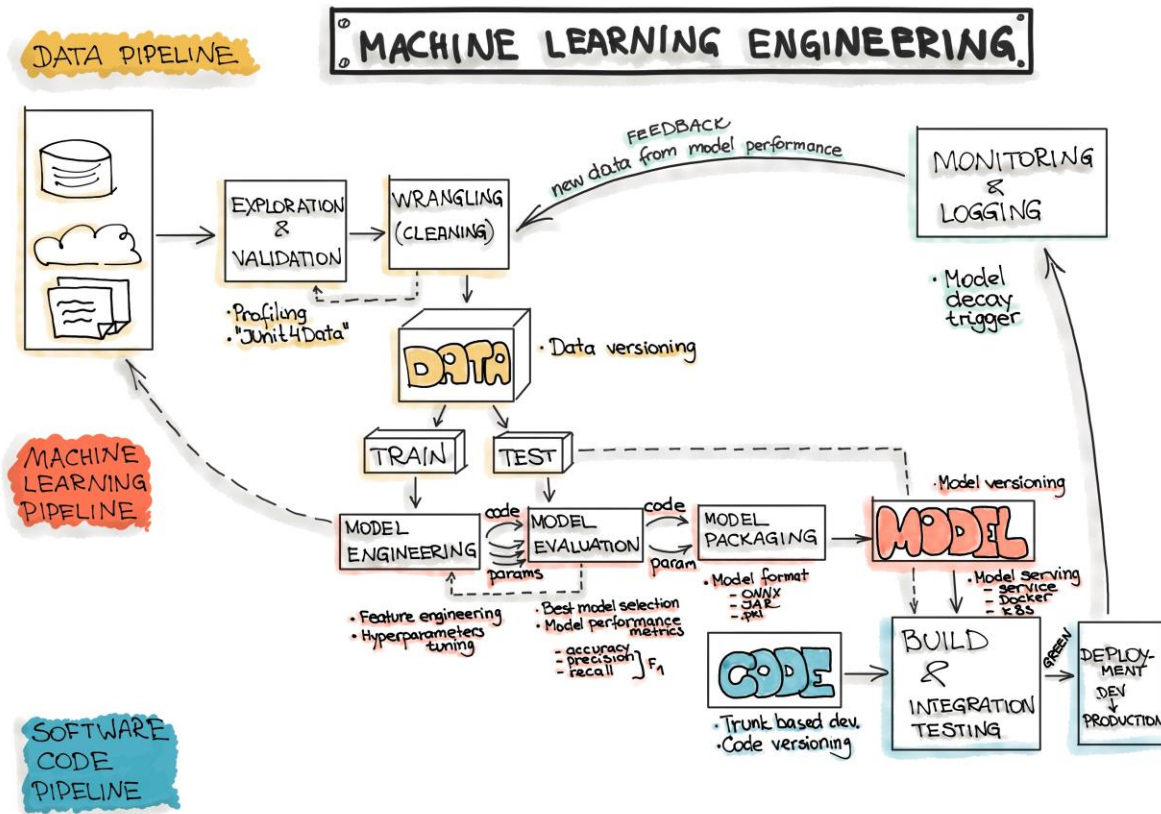 DATA PIPELINE
MACHINE LEARNING ENGINEERING
FEEDBACK
new data from model performance
MONITORING
&
LOGGING
EXPLORATION
&
VALIDATION
WRANGLING
(CLEANING)
• Profiling
• "JUnit4Data"
• Model
decay
trigger
DATA
• Data versioning
TRAIN
TEST
MACHINE
LEARNING
PIPELINE
• Model versioning
MODEL
ENGINEERING
code
params
MODEL
EVALUATION
code
param
MODEL
PACKAGING
MODEL
• Feature engineering
• Hyperparameters
tuning
• Best model selection
• Model performance
metrics
- accuracy
- precision
- recall
F1
• Model format
- ONNX
- JAR
- .pkl
• Model serving
- service
- Docker
- K8s
CODE
• Trunk based dev.
• Code versioning
BUILD
&
INTEGRATION
TESTING
GREEN
DEPLOY-
MENT
DEV
PRODUCTION
SOFTWARE
CODE
PIPELINE